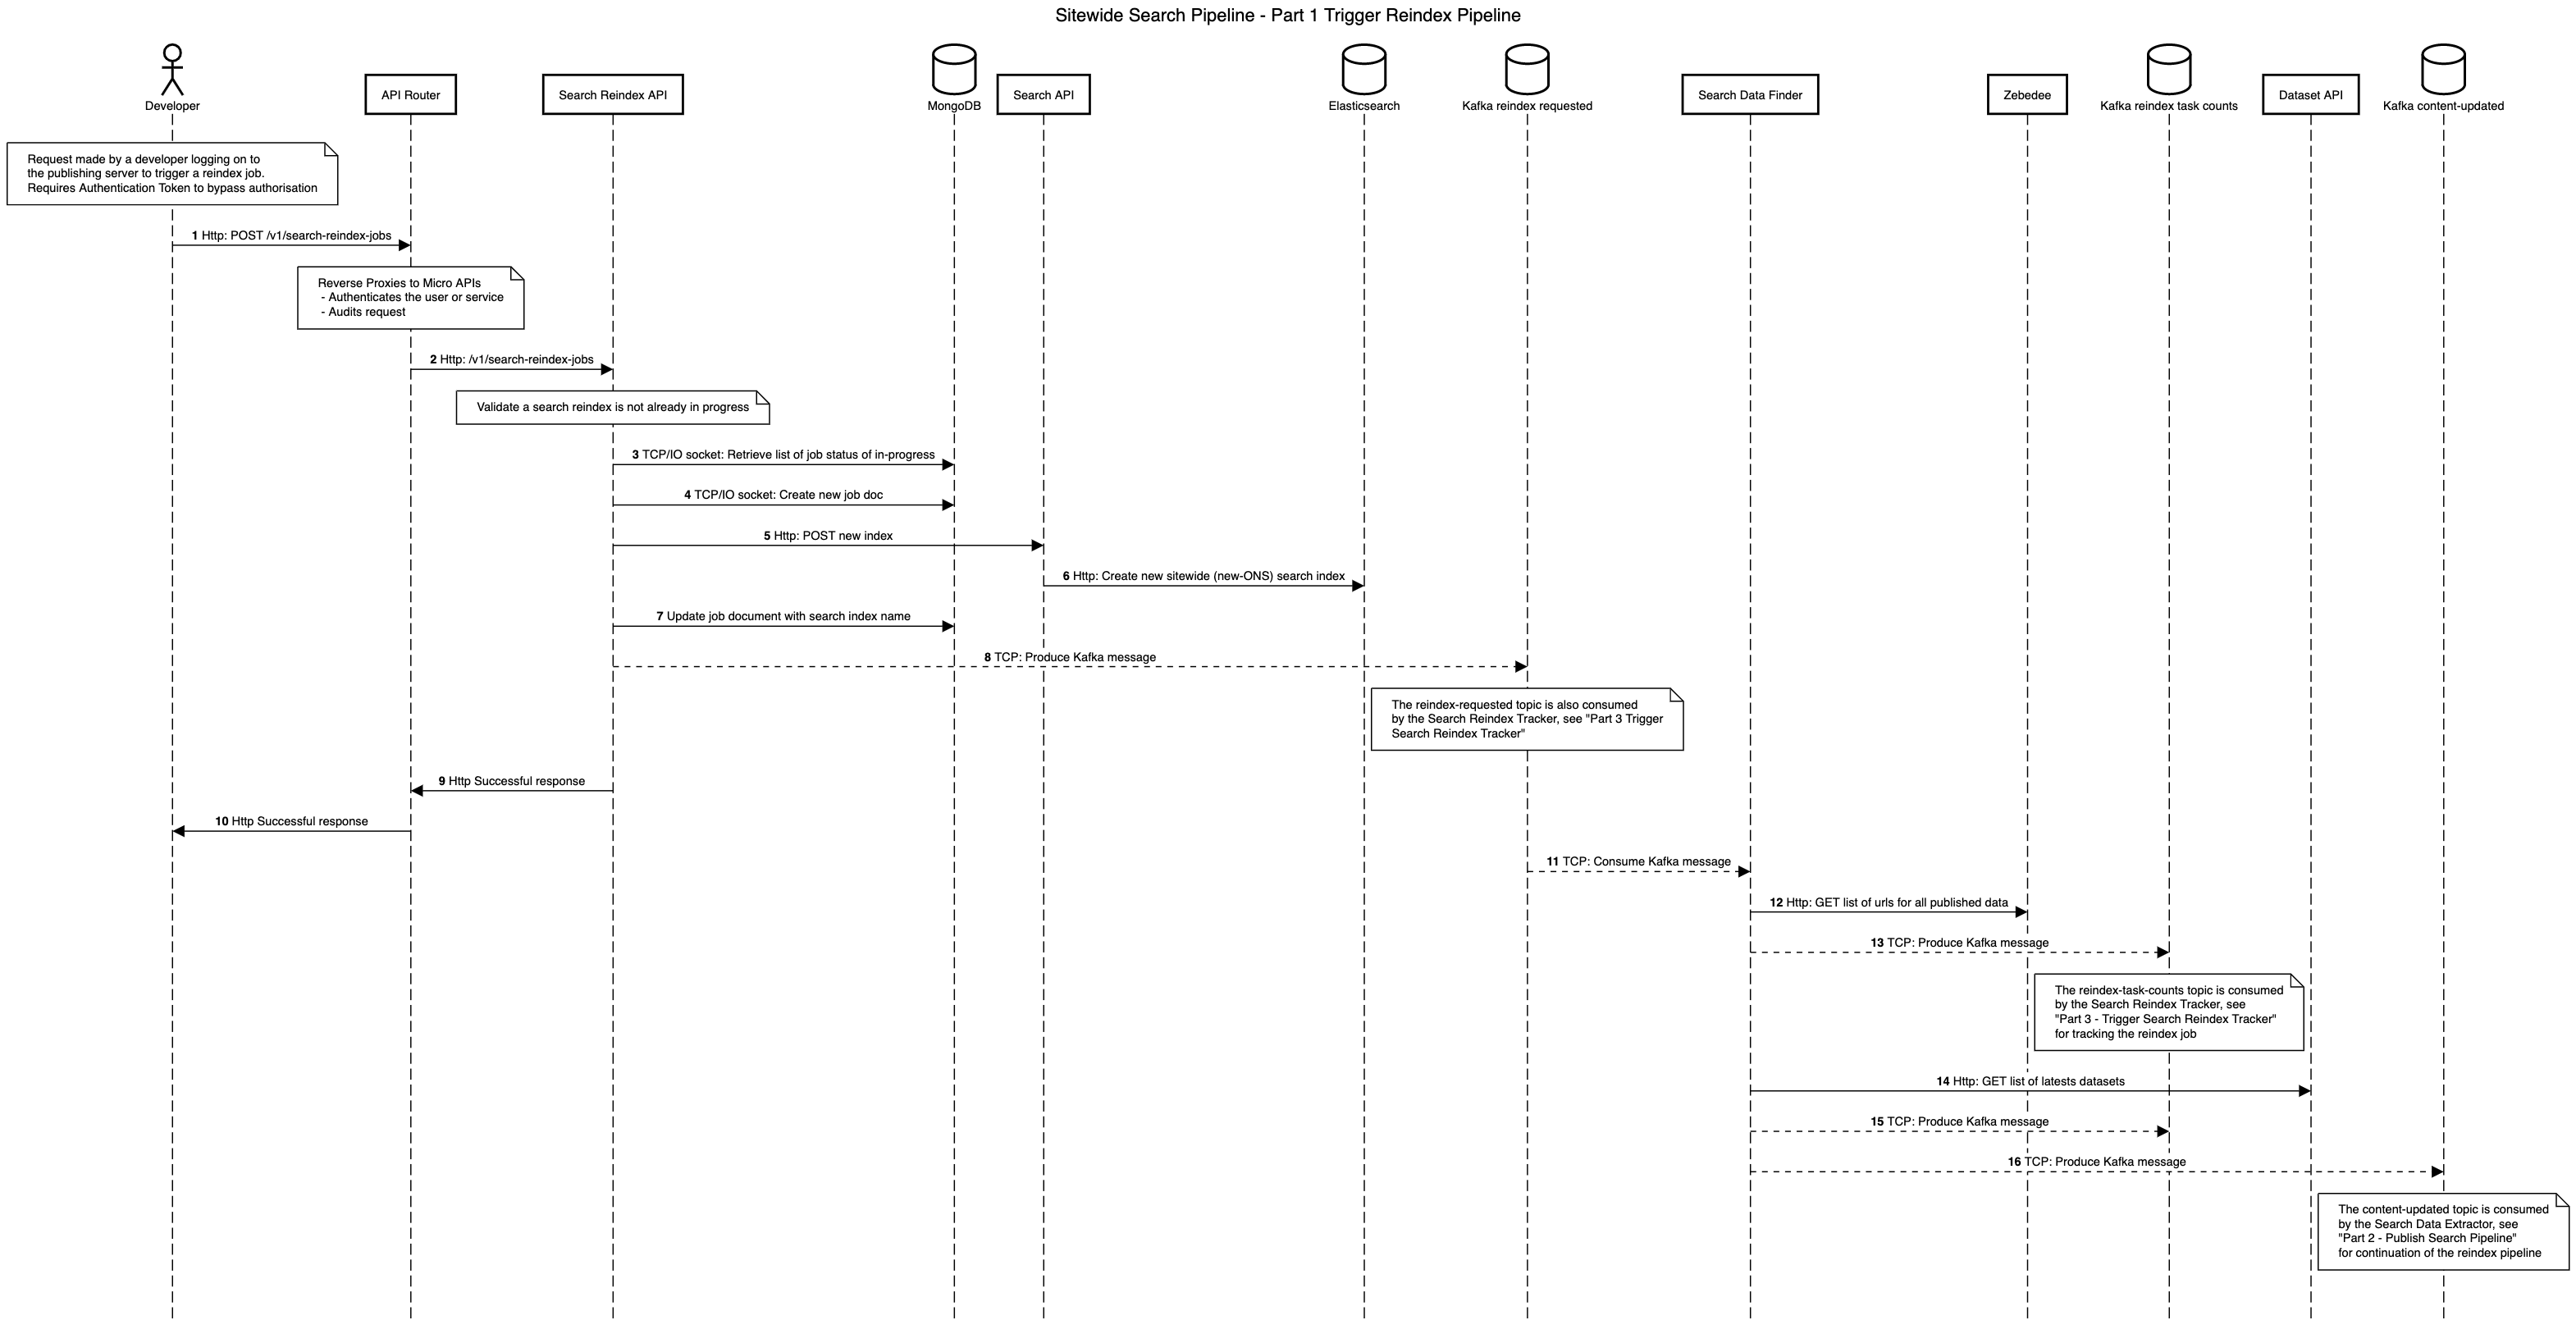 Sitewide Search Pipeline - Part 1 Trigger Reindex Pipeline
Developer
API Router
Search Reindex API
MongoDB
Search API
Elasticsearch
Kafka reindex requested
Search Data Finder
Zebedee
Kafka reindex task counts
Dataset API
Kafka content-updated
Request made by a developer logging on to
the publishing server to trigger a reindex job.
Requires Authentication Token to bypass authorisation
1 Http: POST /v1/search-reindex-jobs
Reverse Proxies to Micro APIs
- Authenticates the user or service
- Audits request
2 Http: /v1/search-reindex-jobs
Validate a search reindex is not already in progress
3 TCP/IO socket: Retrieve list of job status of in-progress
4 TCP/IO socket: Create new job doc
5 Http: POST new index
6 Http: Create new sitewide (new-ONS) search index
7 Update job document with search index name
8 TCP: Produce Kafka message
The reindex-requested topic is also consumed
by the Search Reindex Tracker, see "Part 3 Trigger
Search Reindex Tracker"
9 Http Successful response
10 Http Successful response
11 TCP: Consume Kafka message
12 Http: GET list of urls for all published data
13 TCP: Produce Kafka message
The reindex-task-counts topic is consumed
by the Search Reindex Tracker, see
"Part 3 - Trigger Search Reindex Tracker"
for tracking the reindex job
14 Http: GET list of latests datasets
15 TCP: Produce Kafka message
16 TCP: Produce Kafka message
The content-updated topic is consumed
by the Search Data Extractor, see
"Part 2 - Publish Search Pipeline"
for continuation of the reindex pipeline